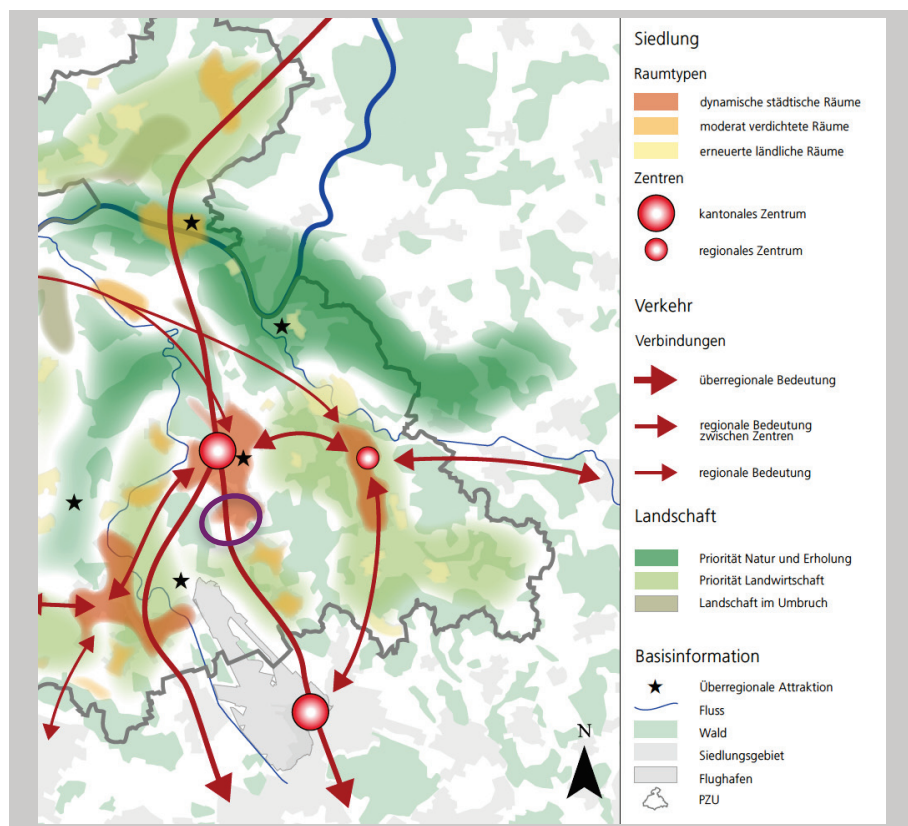 Siedlung
Raumtypen
dynamische städtische Räume
moderat verdichtete Räume
erneuerte ländliche Räume
Zentren
kantonales Zentrum
regionales Zentrum
Verkehr
Verbindungen
überregionale Bedeutung
regionale Bedeutung
zwischen Zentren
regionale Bedeutung
Landschaft
Priorität Natur und Erholung
Priorität Landwirtschaft
Landschaft im Umbruch
Basisinformation
Überregionale Attraktion
Fluss
Wald
Siedlungsgebiet
Flughafen
PZU
N